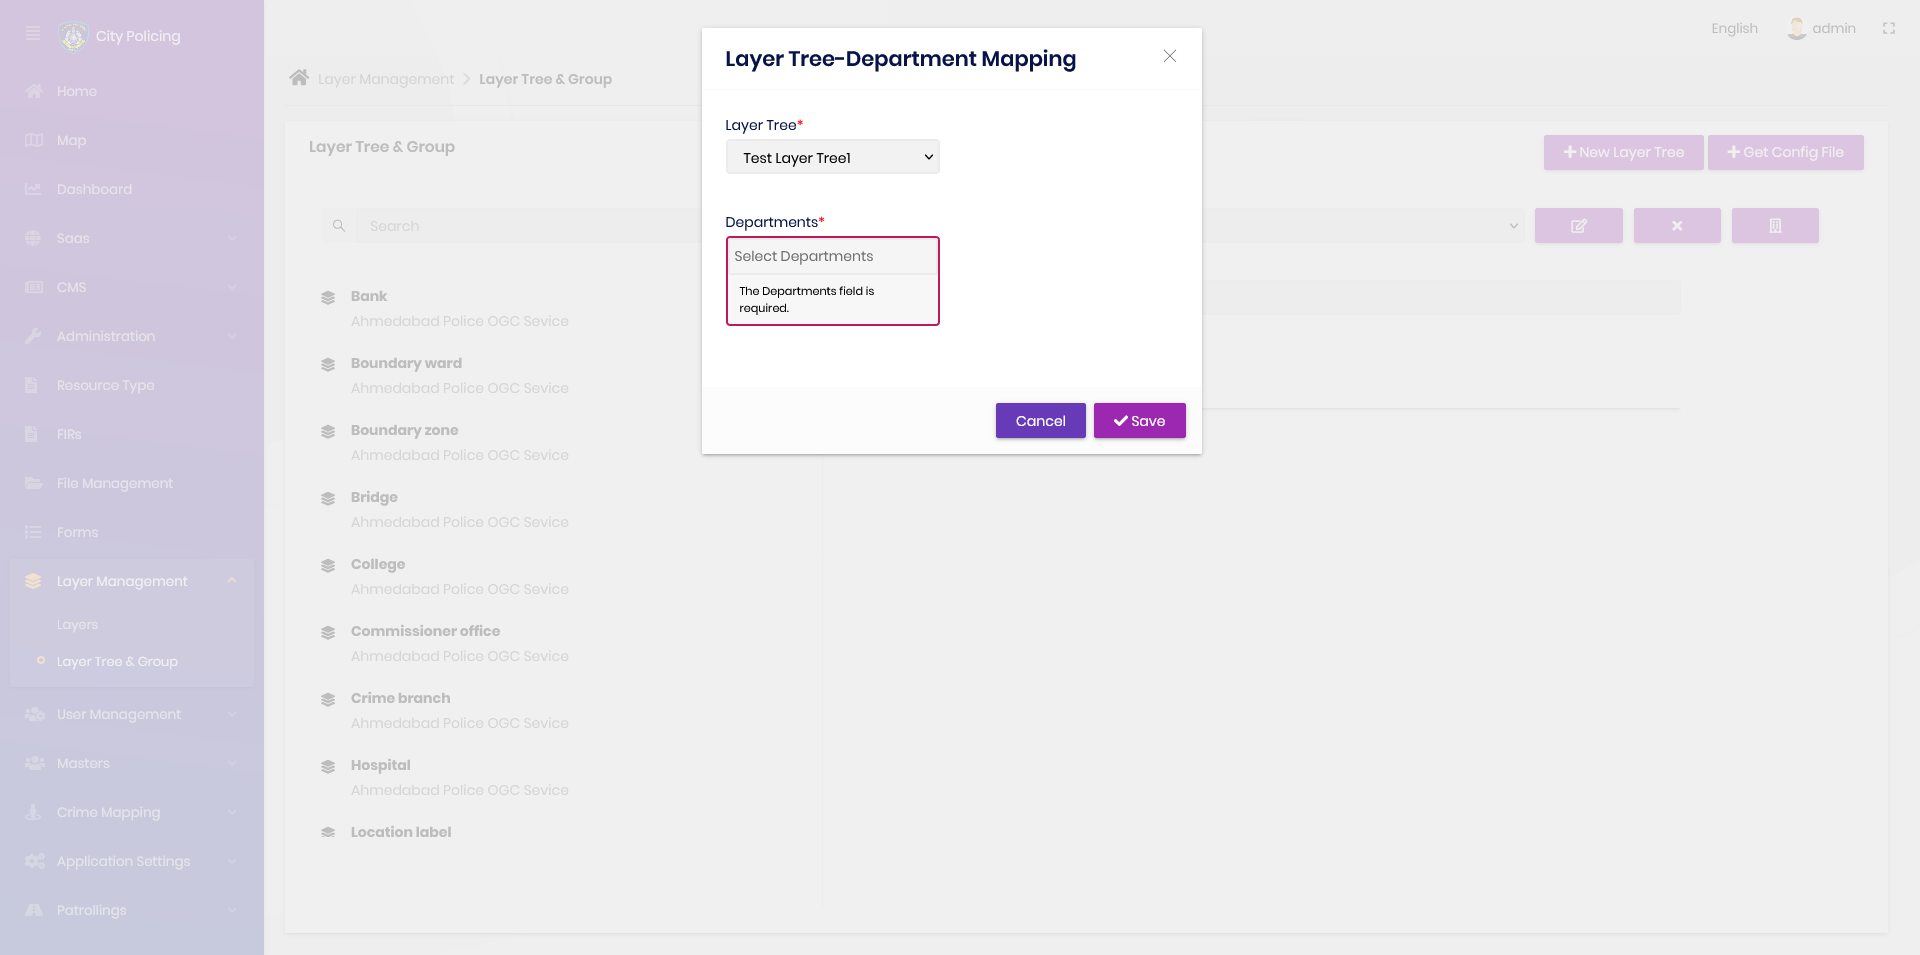 City Policing
Home
Map
Dashboard
Saas
CMS
Administration
Resource Type
FIRs
File Management
Forms
Layer Management
Layers
Layer Tree & Group
User Management
Masters
Crime Mapping
Application Settings
Patrollings
English
admin
Layer Management
Layer Tree & Group
Layer Tree & Group
New Layer Tree
Get Config File
Search
Bank
Ahmedabad Police OGC Sevice
Boundary ward
Ahmedabad Police OGC Sevice
Boundary zone
Ahmedabad Police OGC Sevice
Bridge
Ahmedabad Police OGC Sevice
College
Ahmedabad Police OGC Sevice
Commissioner office
Ahmedabad Police OGC Sevice
Crime branch
Ahmedabad Police OGC Sevice
Hospital
Ahmedabad Police OGC Sevice
Location label
Layer Tree-Department Mapping
Layer Tree*
Test Layer Tree1
Departments*
Select Departments
The Departments field is
required.
Cancel
Save